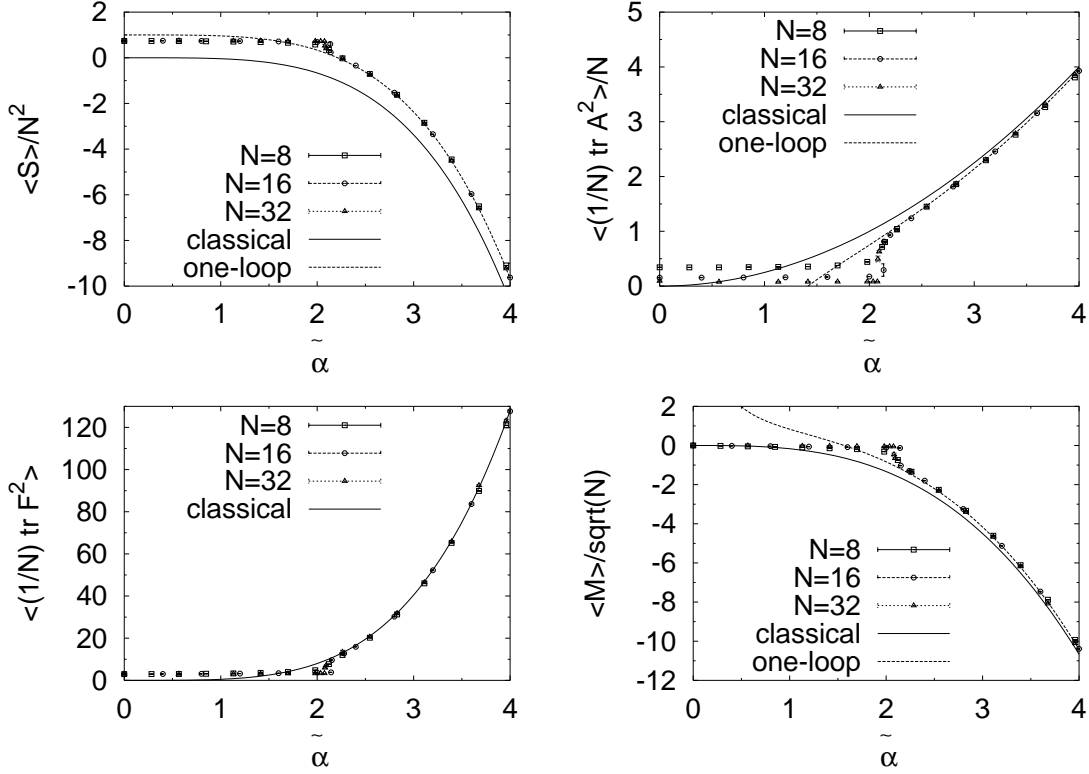 <S>/N^2
2
0
-2
-4
-6
-8
-10
0 1 2 3 4
α̃
N=8
N=16
N=32
classical
one-loop
<(1/N) tr A^2>/N
5
4
3
2
1
0
0 1 2 3 4
α̃
N=8
N=16
N=32
classical
one-loop
<(1/N) tr F^2>
120
100
80
60
40
20
0
0 1 2 3 4
α̃
N=8
N=16
N=32
classical
<M>/sqrt(N)
2
0
-2
-4
-6
-8
-10
-12
0 1 2 3 4
α̃
N=8
N=16
N=32
classical
one-loop